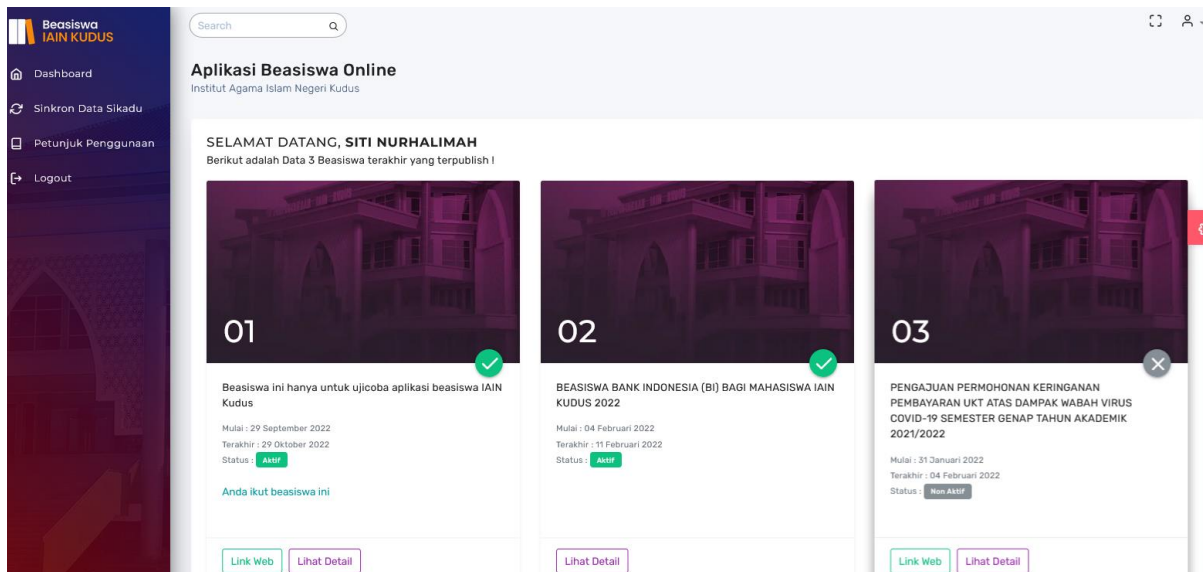 Beasiswa
IAIN KUDUS
Dashboard
Sinkron Data Sikadu
Petunjuk Penggunaan
Logout
Search
Aplikasi Beasiswa Online
Institut Agama Islam Negeri Kudus
SELAMAT DATANG, SITI NURHALIMAH
Berikut adalah Data 3 Beasiswa terakhir yang terpublish !
01
Beasiswa ini hanya untuk ujicoba aplikasi beasiswa IAIN
Kudus
Mulai : 29 September 2022
Terakhir : 29 Oktober 2022
Status : Aktif
Anda ikut beasiswa ini
Link Web Lihat Detail
02
BEASISWA BANK INDONESIA (BI) BAGI MAHASISWA IAIN
KUDUS 2022
Mulai : 04 Februari 2022
Terakhir : 11 Februari 2022
Status : Aktif
Lihat Detail
03
PENGAJUAN PERMOHONAN KERINGANAN
PEMBAYARAN UKT ATAS DAMPAK WABAH VIRUS
COVID-19 SEMESTER GENAP TAHUN AKADEMIK
2021/2022
Mulai : 31 Januari 2022
Terakhir : 04 Februari 2022
Status : Non Aktif
Link Web Lihat Detail